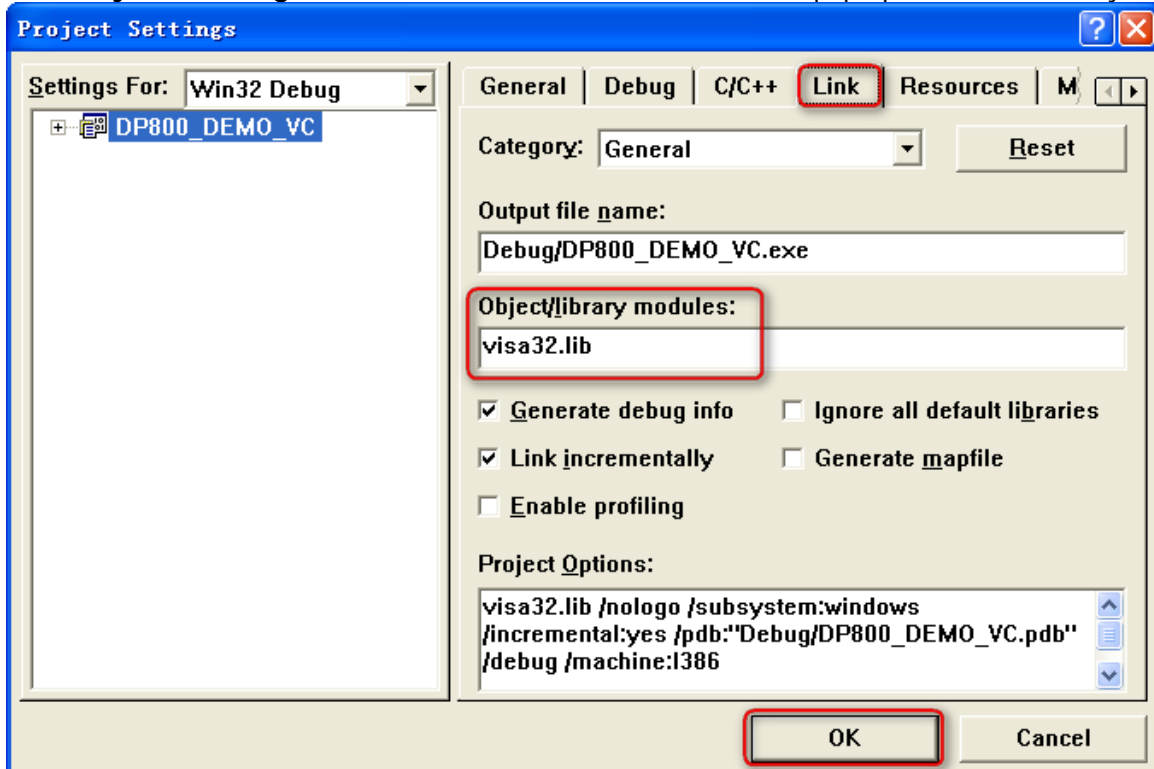 Project Settings
Settings For: Win32 Debug
DP800_DEMO_VC
General Debug C/C++ Link Resources M
Category: General Reset
Output file name:
Debug/DP800_DEMO_VC.exe
Object/library modules:
visa32.lib
Generate debug info Ignore all default libraries
Link incrementally Generate mapfile
Enable profiling
Project Options:
visa32.lib /nologo /subsystem:windows
/incremental:yes /pdb:"Debug/DP800_DEMO_VC.pdb"
/debug /machine:I386
OK Cancel